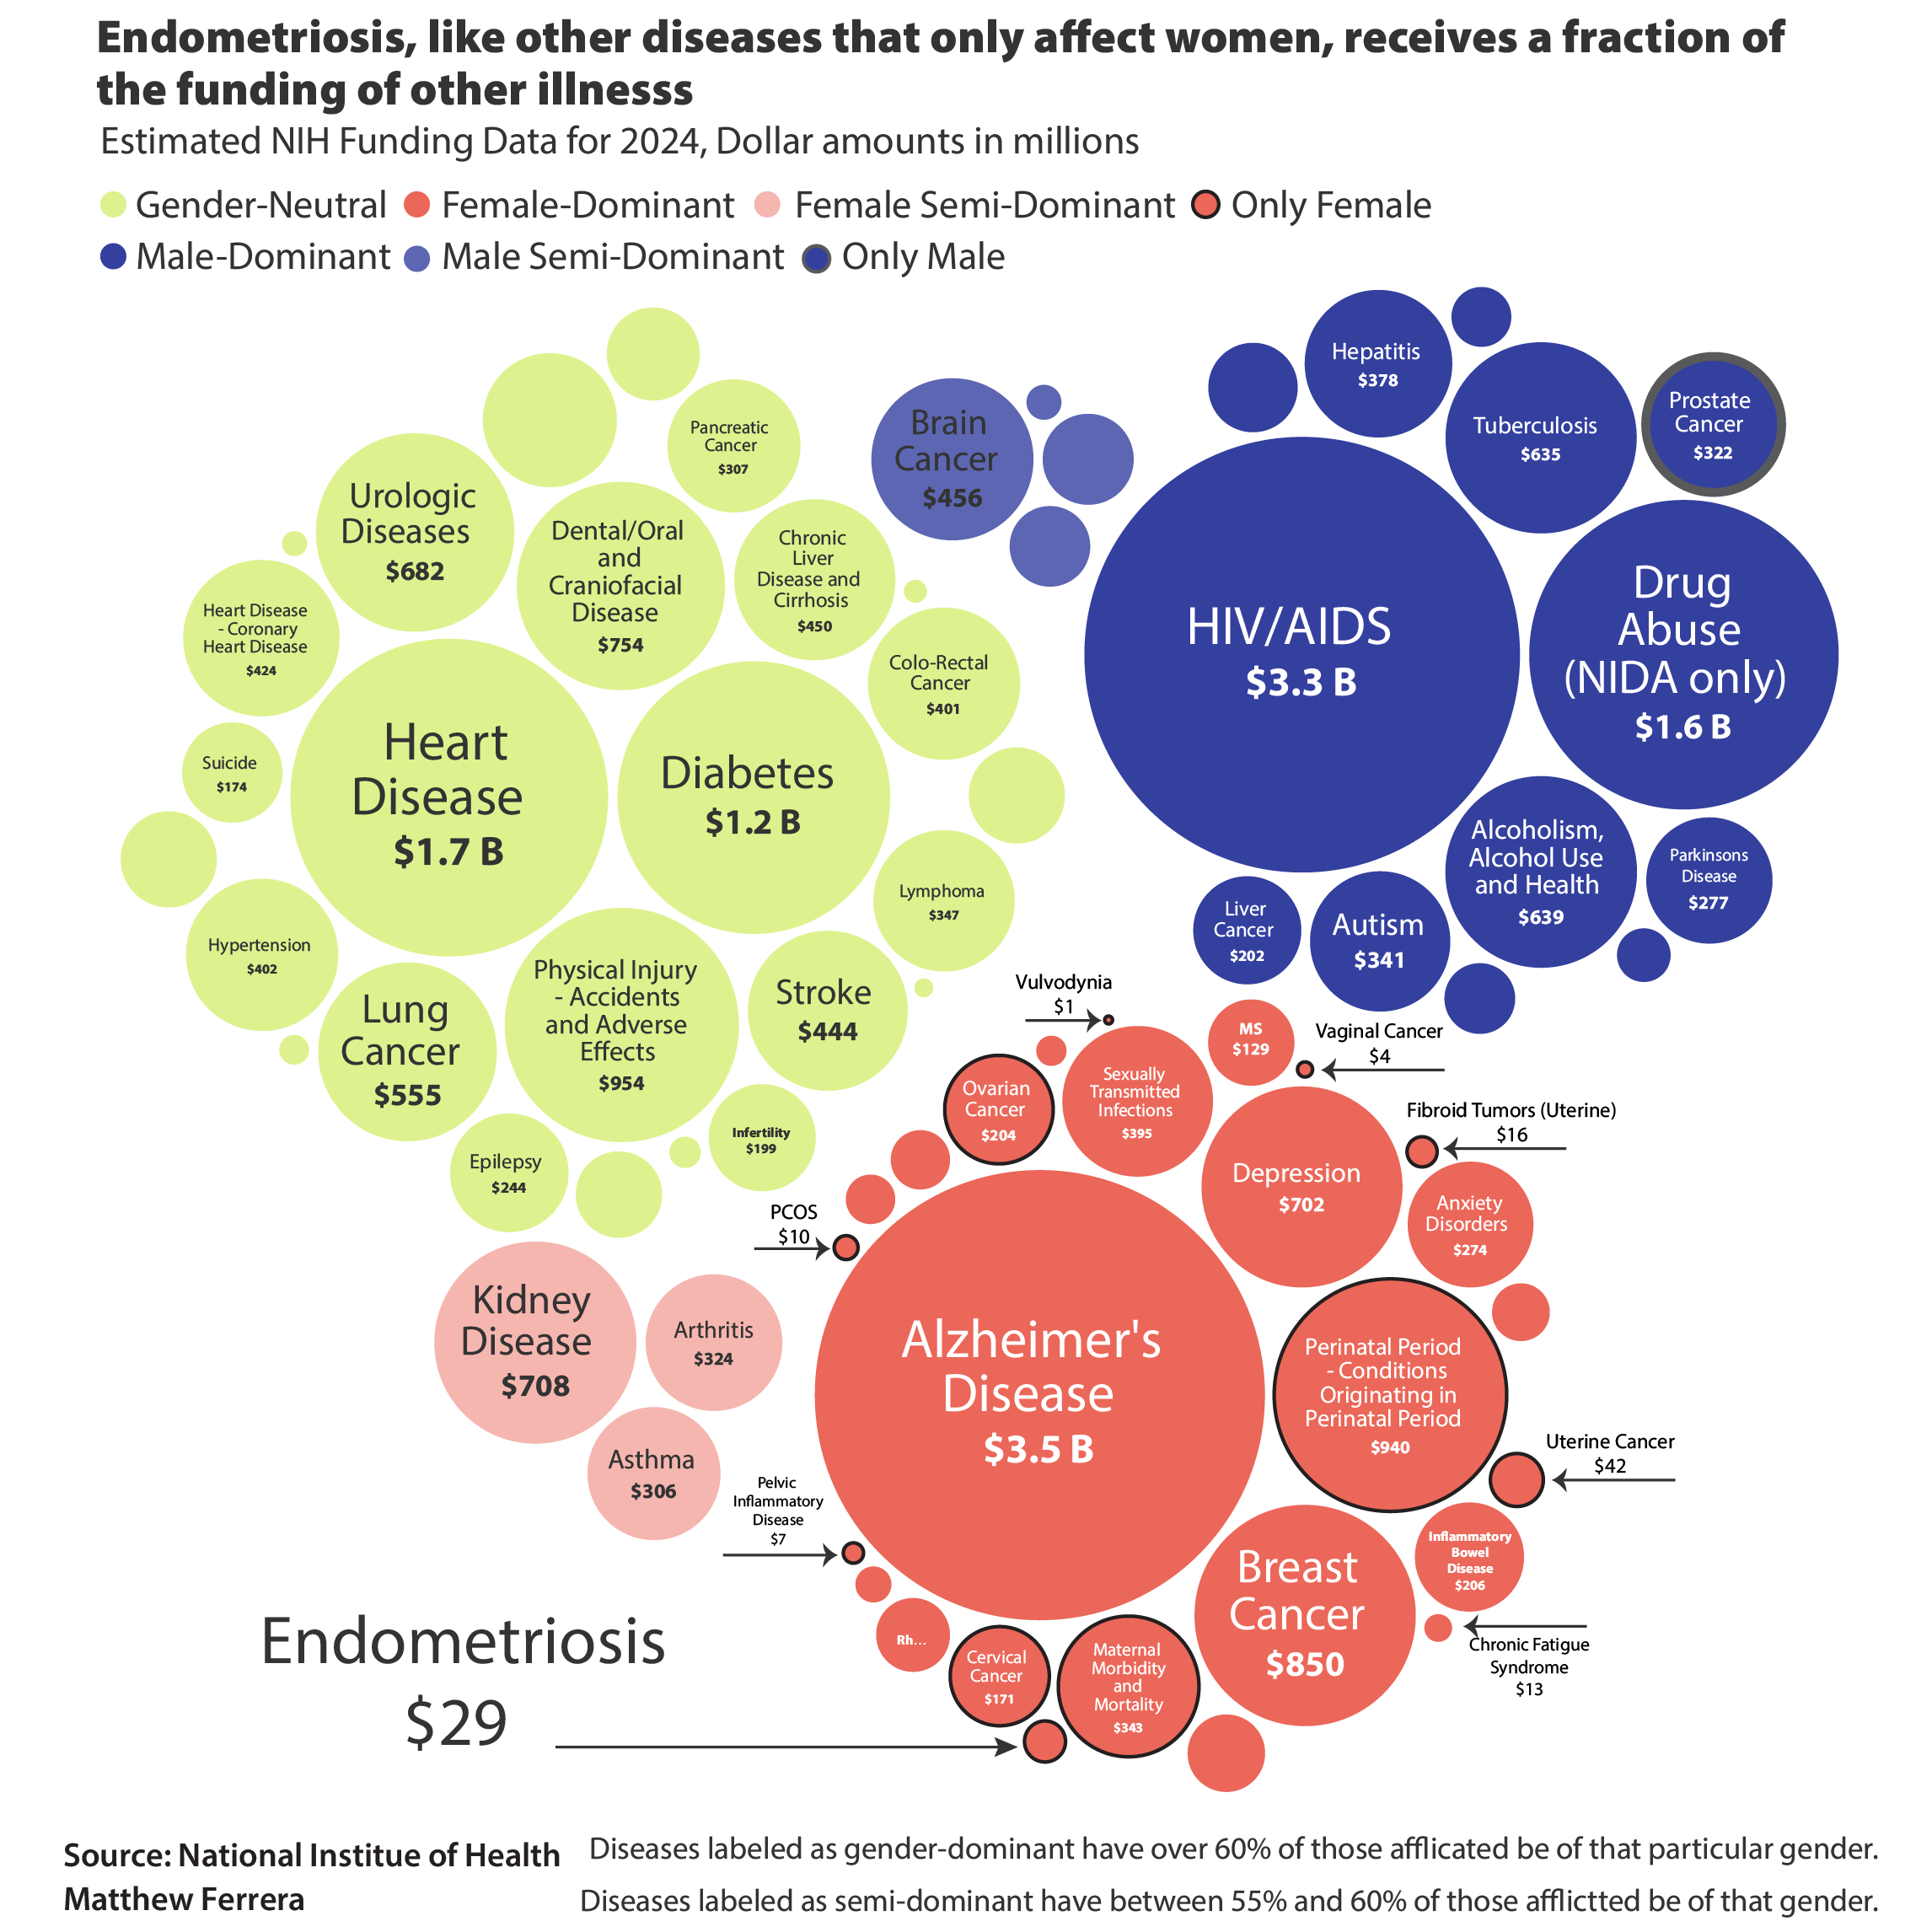 Endometriosis, like other diseases that only affect women, receives a fraction of
the funding of other illnesss
Estimated NIH Funding Data for 2024, Dollar amounts in millions
Gender-Neutral
Female-Dominant
Female Semi-Dominant
Only Female
Male-Dominant
Male Semi-Dominant
Only Male
Pancreatic
Cancer
$307
Urologic
Diseases
$682
Dental/Oral
and
Craniofacial
Disease
$754
Chronic
Liver
Disease and
Cirrhosis
$450
Heart Disease
- Coronary
Heart Disease
$424
Colo-Rectal
Cancer
$401
Heart
Disease
$1.7 B
Diabetes
$1.2 B
Suicide
$174
Lymphoma
$347
Hypertension
$402
Lung
Cancer
$555
Physical Injury
- Accidents
and Adverse
Effects
$954
Stroke
$444
Infertility
$199
Epilepsy
$244
Brain
Cancer
$456
Hepatitis
$378
Tuberculosis
$635
Prostate
Cancer
$322
HIV/AIDS
$3.3 B
Drug
Abuse
(NIDA only)
$1.6 B
Alcoholism,
Alcohol Use
and Health
$639
Parkinsons
Disease
$277
Liver
Cancer
$202
Autism
$341
Vulvodynia
$1
MS
$129
Vaginal Cancer
$4
Ovarian
Cancer
$204
Sexually
Transmitted
Infections
$395
Fibroid Tumors (Uterine)
$16
Depression
$702
Anxiety
Disorders
$274
PCOS
$10
Kidney
Disease
$708
Arthritis
$324
Asthma
$306
Alzheimer's
Disease
$3.5 B
Perinatal Period
- Conditions
Originating in
Perinatal Period
$940
Uterine Cancer
$42
Pelvic
Inflammatory
Disease
$7
Inflammatory
Bowel
Disease
$206
Breast
Cancer
$850
Chronic Fatigue
Syndrome
$13
Rh...
Cervical
Cancer
$171
Maternal
Morbidity
and
Mortality
$343
Endometriosis
$29
Source: National Institue of Health
Matthew Ferrera
Diseases labeled as gender-dominant have over 60% of those afflicated be of that particular gender.
Diseases labeled as semi-dominant have between 55% and 60% of those afflictted be of that gender.